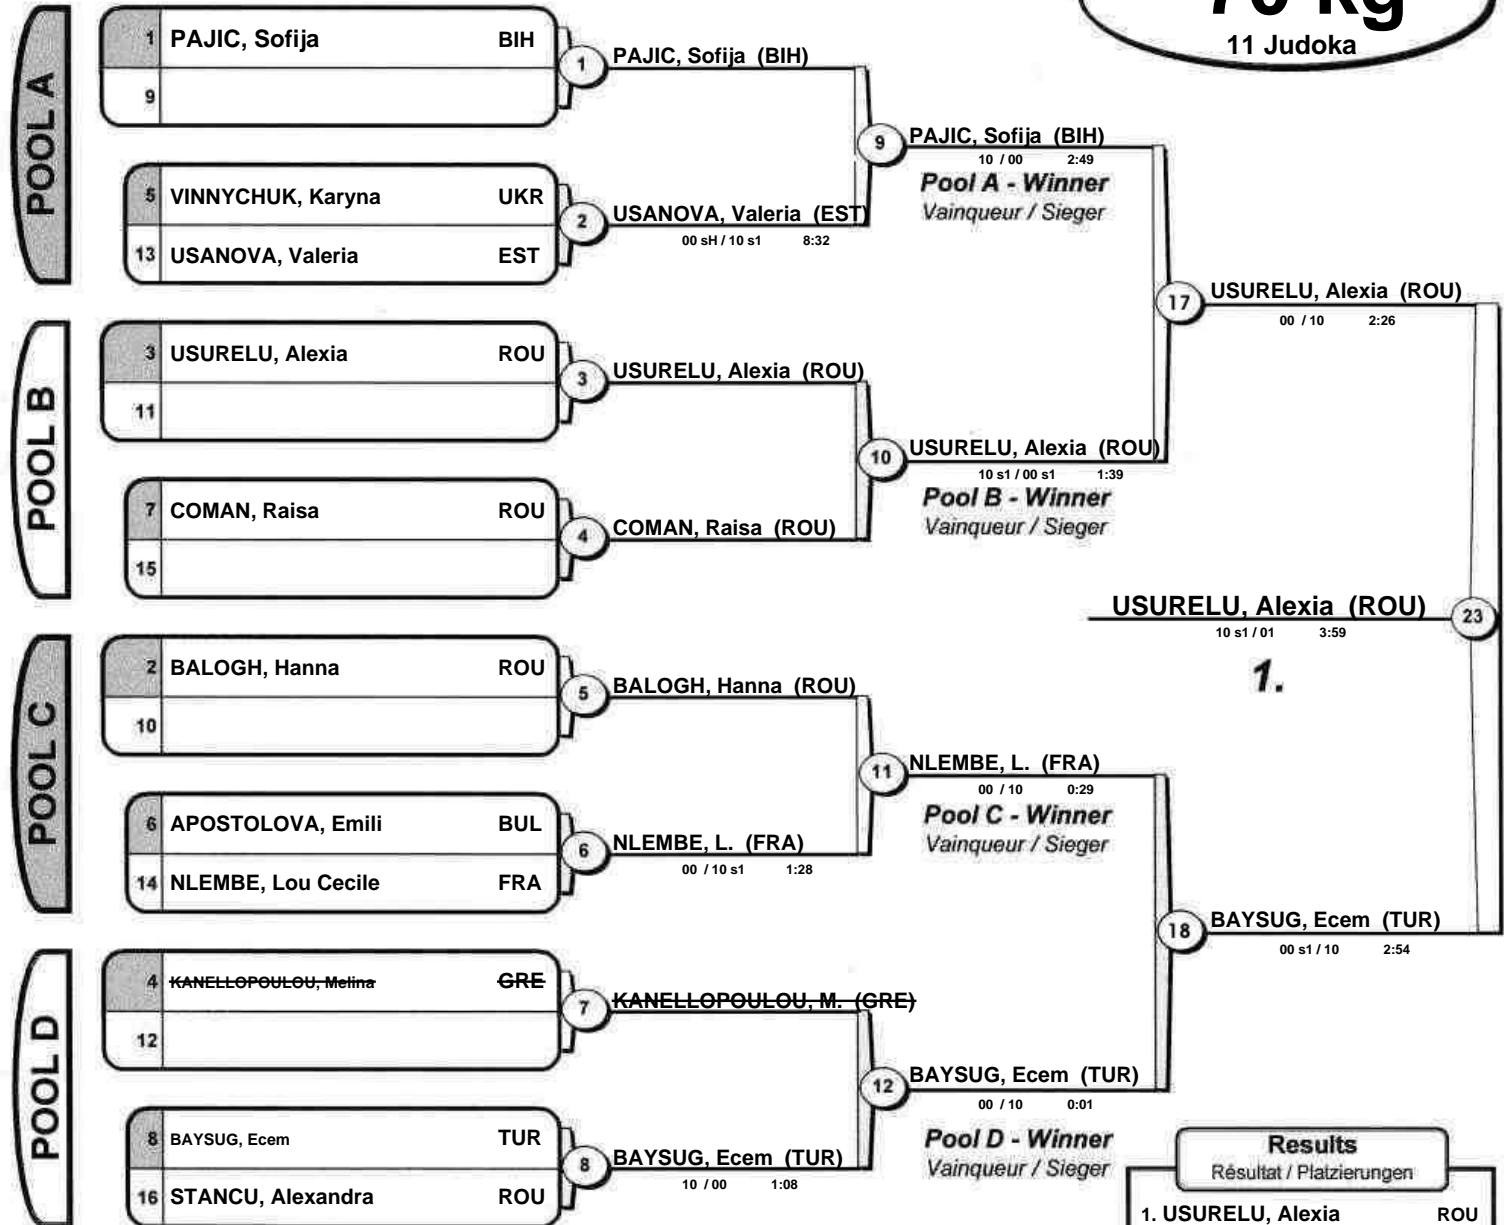 70 kg
11 Judoka
POOL A
1 PAJIC, Sofija BIH
9
1
PAJIC, Sofija (BIH)
5 VINNYCHUK, Karyna UKR
13 USANOVA, Valeria EST
2
USANOVA, Valeria (EST)
00 sH / 10 s1 8:32
9
PAJIC, Sofija (BIH)
10 / 00 2:49
Pool A - Winner
Vainqueur / Sieger
POOL B
3 USURELU, Alexia ROU
11
3
USURELU, Alexia (ROU)
7 COMAN, Raisa ROU
15
4
COMAN, Raisa (ROU)
10
USURELU, Alexia (ROU)
10 s1 / 00 s1 1:39
Pool B - Winner
Vainqueur / Sieger
17
USURELU, Alexia (ROU)
00 / 10 2:26
USURELU, Alexia (ROU)
10 s1 / 01 3:59
23
1.
POOL C
2 BALOGH, Hanna ROU
10
5
BALOGH, Hanna (ROU)
6 APOSTOLOVA, Emili BUL
14 NLEMBE, Lou Cecile FRA
6
NLEMBE, L. (FRA)
00 / 10 s1 1:28
11
NLEMBE, L. (FRA)
00 / 10 0:29
Pool C - Winner
Vainqueur / Sieger
POOL D
4 KANELLOPOULOU, Melina GRE
12
7
KANELLOPOULOU, M. (GRE)
8 BAYSUG, Ecem TUR
16 STANCU, Alexandra ROU
8
BAYSUG, Ecem (TUR)
10 / 00 1:08
12
BAYSUG, Ecem (TUR)
00 / 10 0:01
Pool D - Winner
Vainqueur / Sieger
18
BAYSUG, Ecem (TUR)
00 s1 / 10 2:54
Results
Résultat / Platzierungen
1. USURELU, Alexia ROU